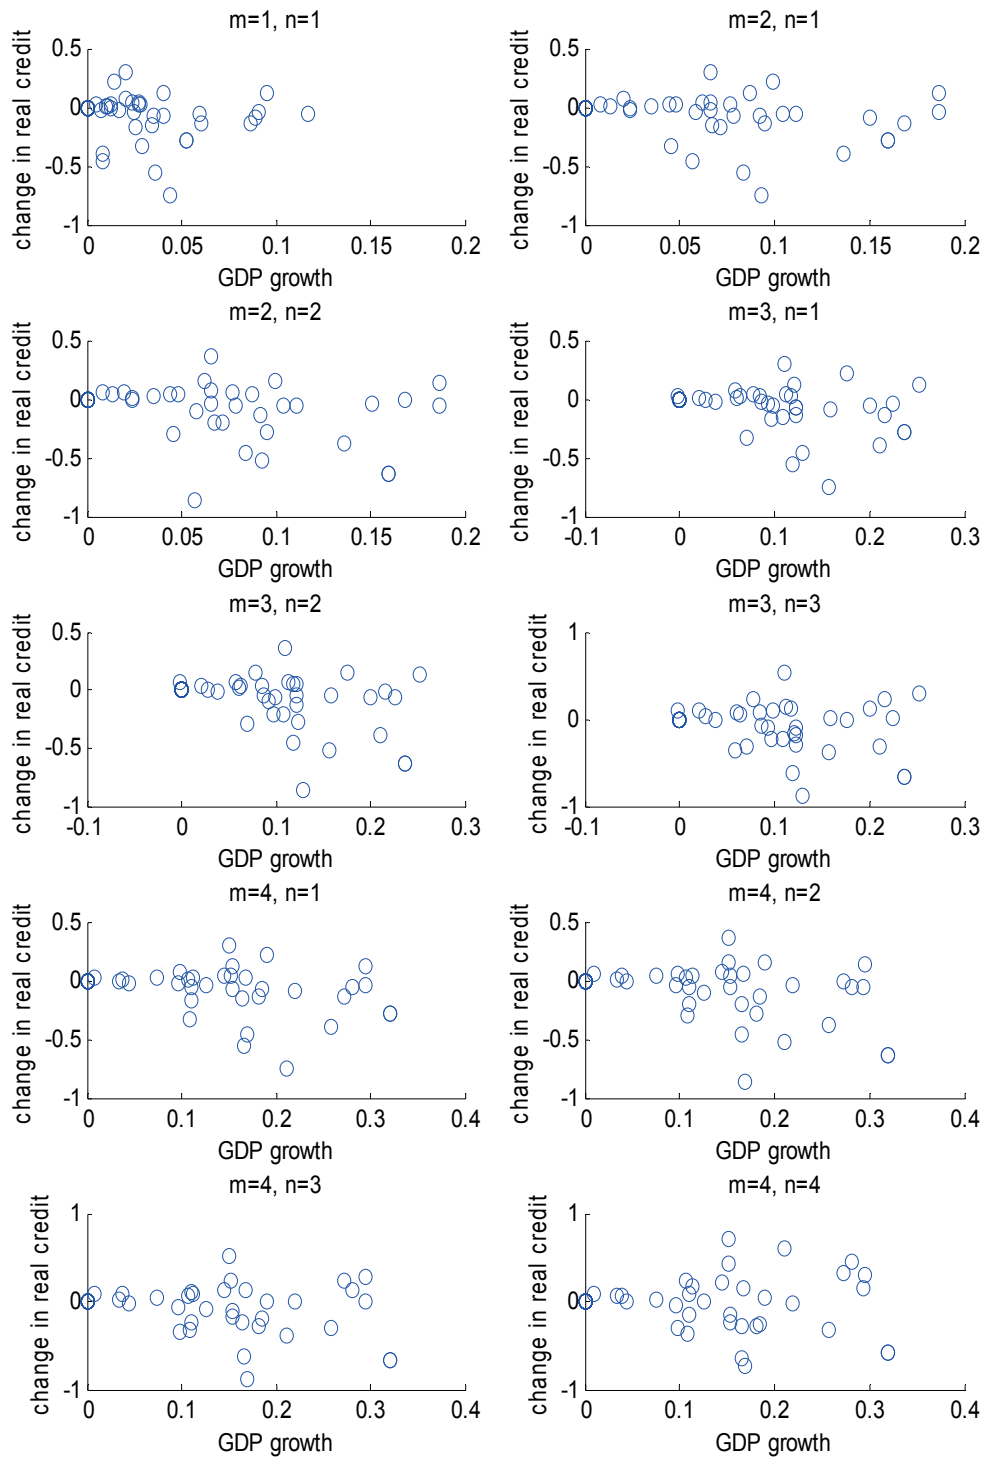 m=1, n=1
change in real credit
0.5
0
-0.5
-1
0 0.05 0.1 0.15 0.2
GDP growth
m=2, n=1
change in real credit
0.5
0
-0.5
-1
0 0.05 0.1 0.15 0.2
GDP growth
m=2, n=2
change in real credit
0.5
0
-0.5
-1
0 0.05 0.1 0.15 0.2
GDP growth
m=3, n=1
change in real credit
0.5
0
-0.5
-1
-0.1 0 0.1 0.2 0.3
GDP growth
m=3, n=2
change in real credit
0.5
0
-0.5
-1
-0.1 0 0.1 0.2 0.3
GDP growth
m=3, n=3
change in real credit
1
0
-1
-0.1 0 0.1 0.2 0.3
GDP growth
m=4, n=1
change in real credit
0.5
0
-0.5
-1
0 0.1 0.2 0.3 0.4
GDP growth
m=4, n=2
change in real credit
0.5
0
-0.5
-1
0 0.1 0.2 0.3 0.4
GDP growth
m=4, n=3
change in real credit
1
0
-1
0 0.1 0.2 0.3 0.4
GDP growth
m=4, n=4
change in real credit
1
0
-1
0 0.1 0.2 0.3 0.4
GDP growth